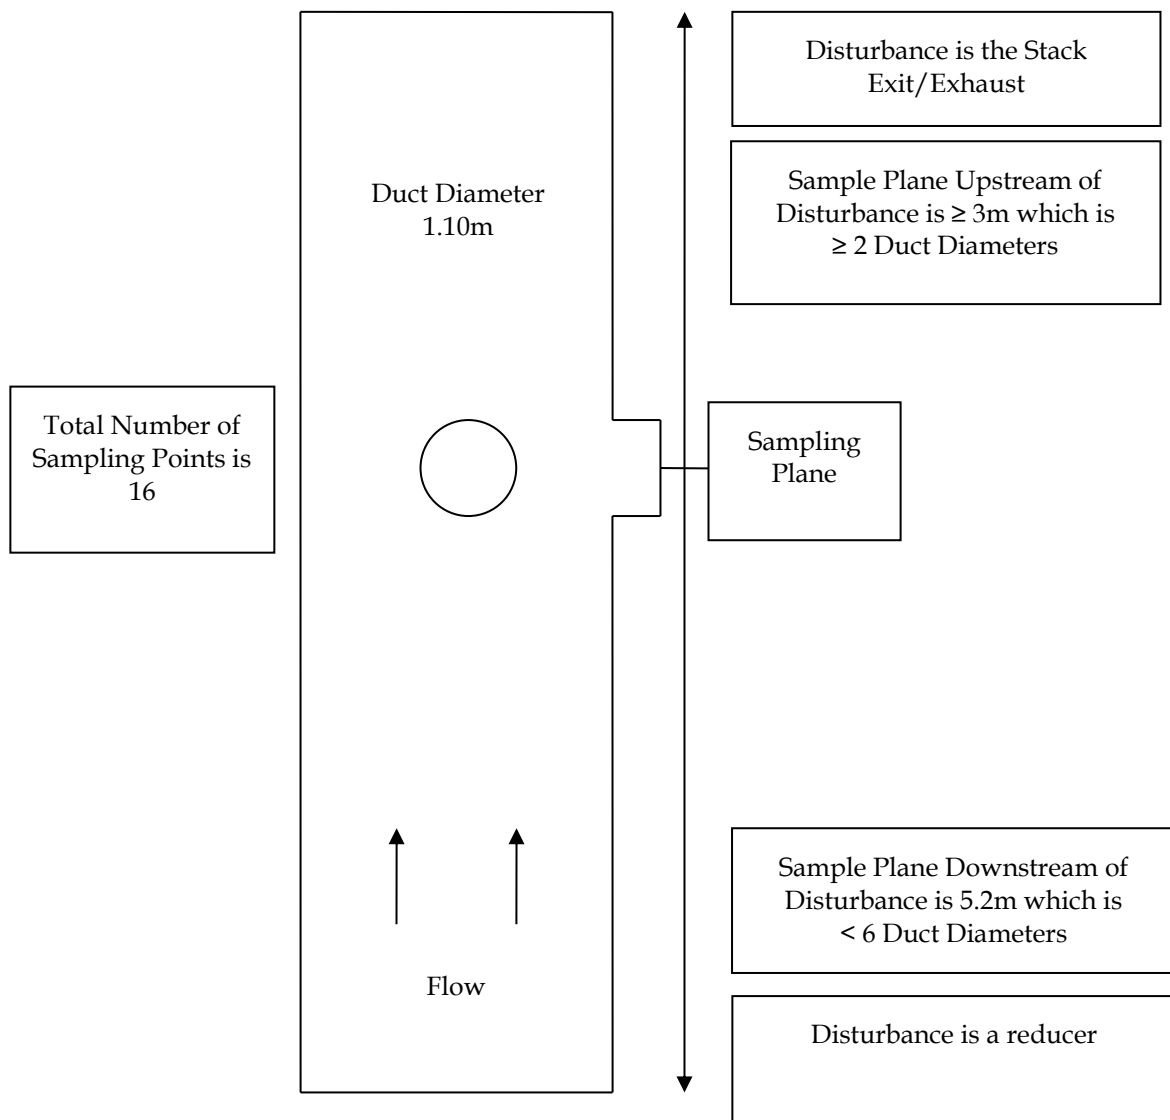 Disturbance is the Stack
Exit/Exhaust
Duct Diameter
1.10m
Sample Plane Upstream of
Disturbance is ≥ 3m which is
≥ 2 Duct Diameters
Total Number of
Sampling Points is
16
Sampling
Plane
Sample Plane Downstream of
Disturbance is 5.2m which is
< 6 Duct Diameters
Flow
Disturbance is a reducer